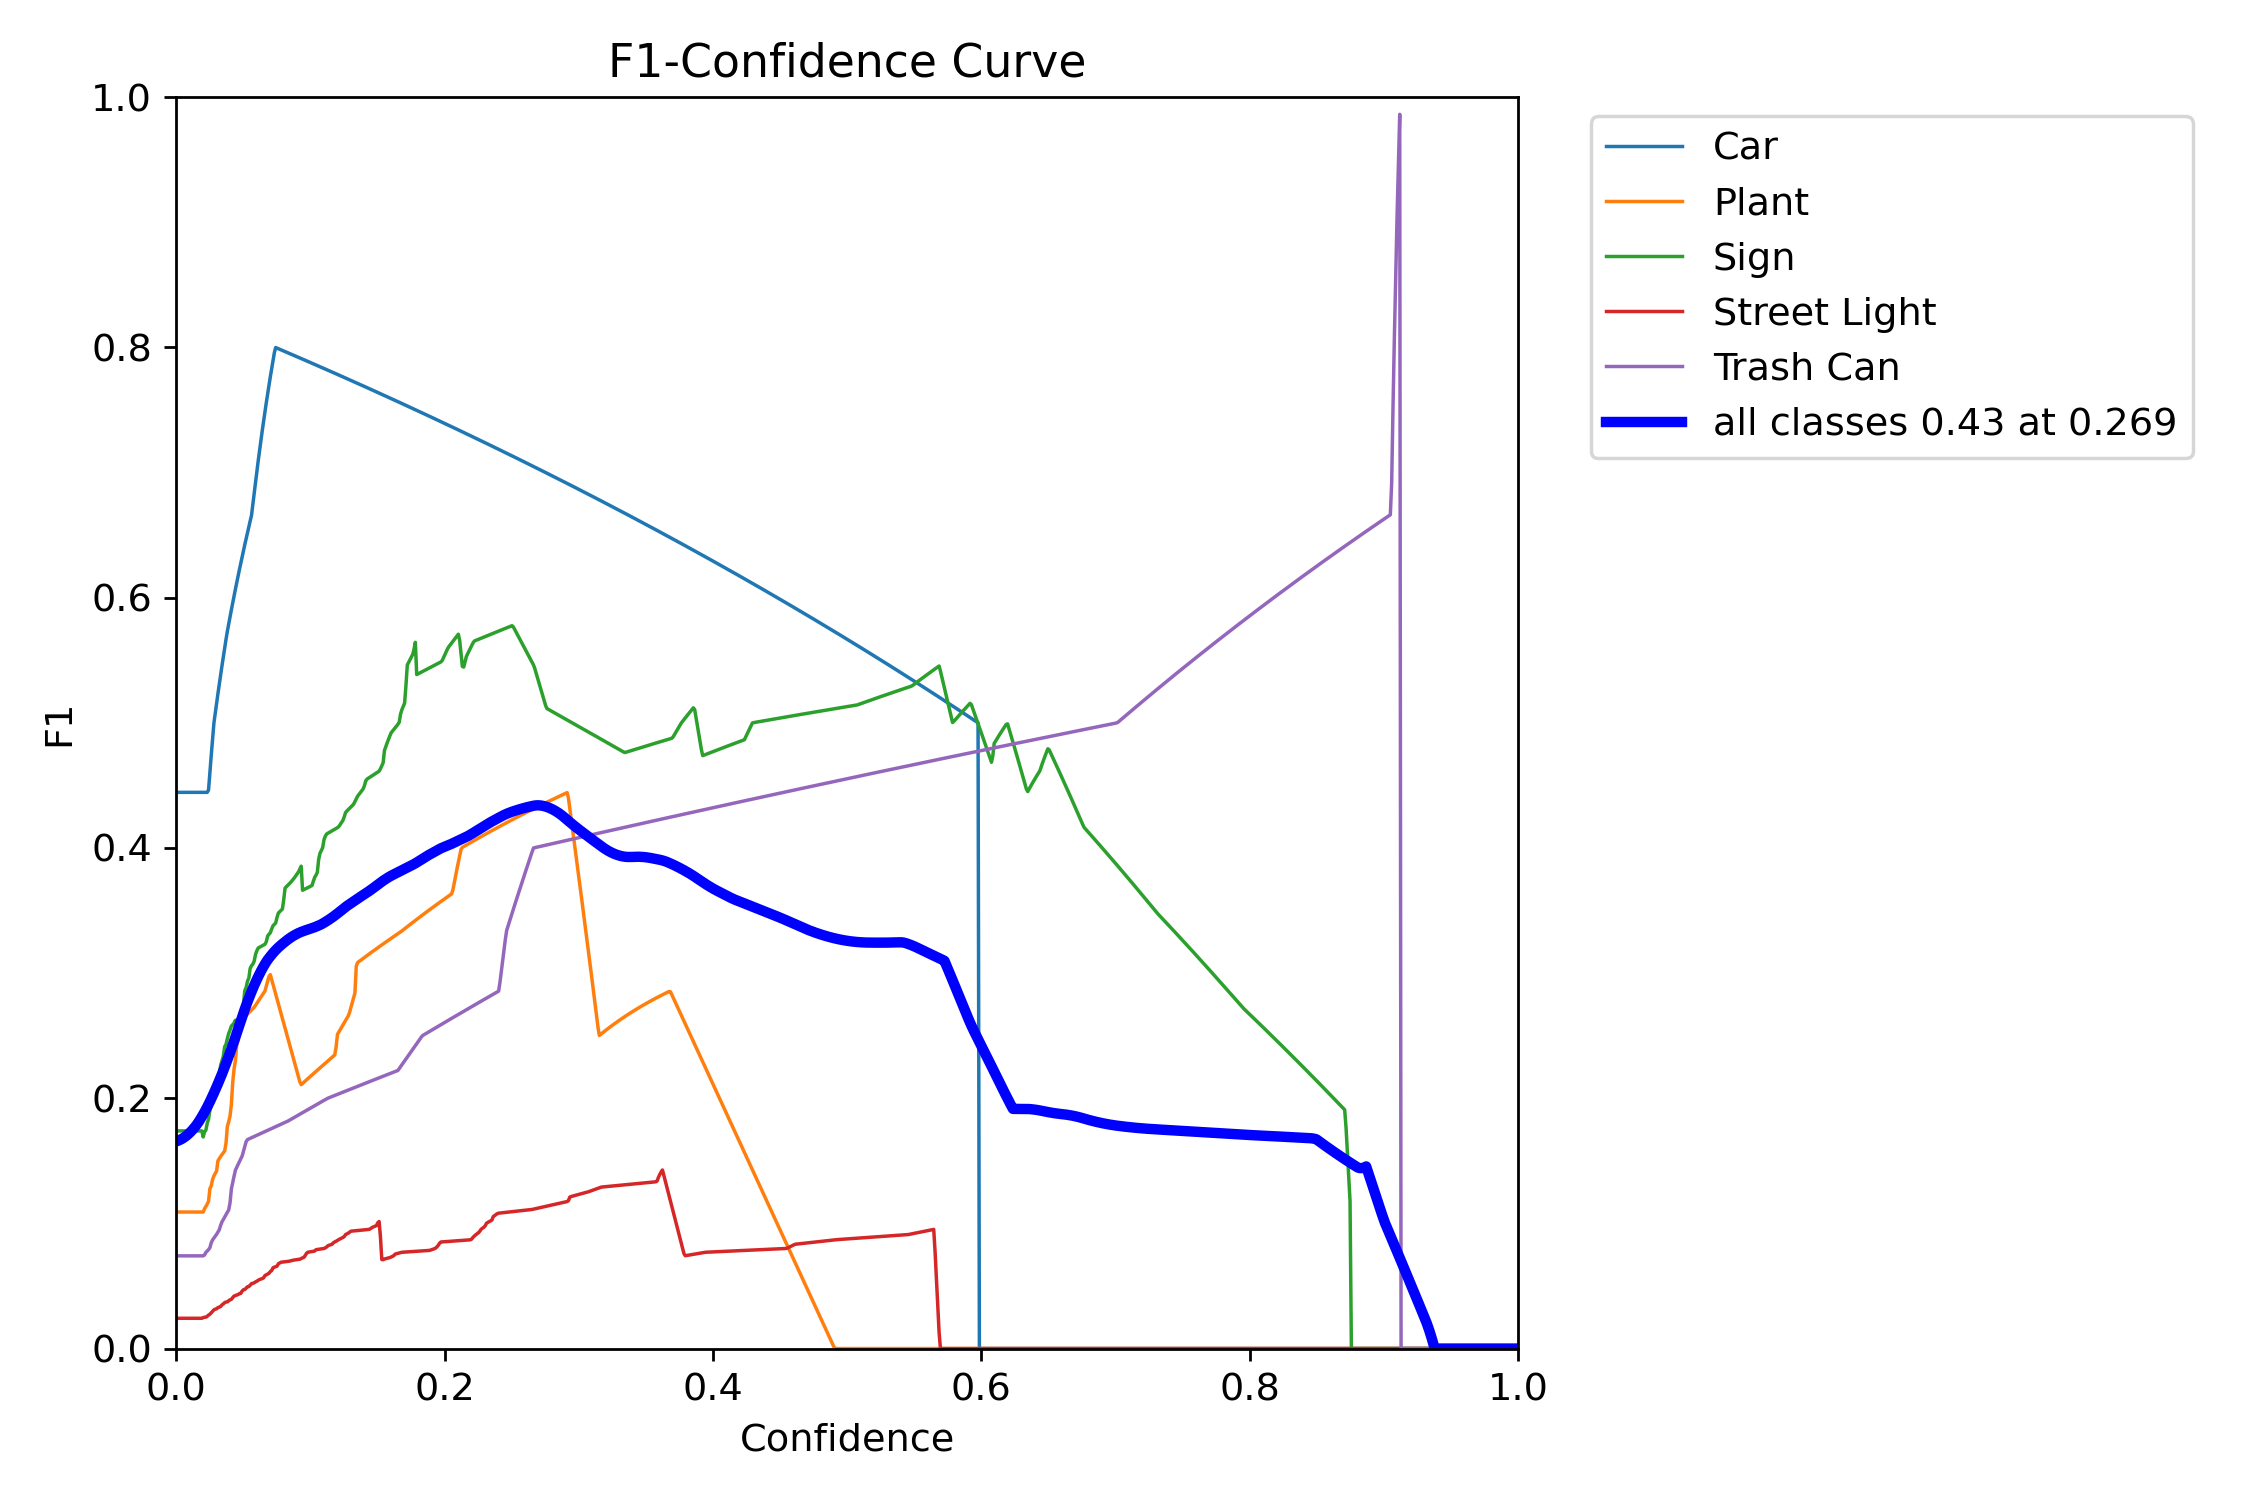 F1-Confidence Curve
1.0
0.8
0.6
0.4
0.2
0.0
F1
0.0 0.2 0.4 0.6 0.8 1.0
Confidence
Car
Plant
Sign
Street Light
Trash Can
all classes 0.43 at 0.269